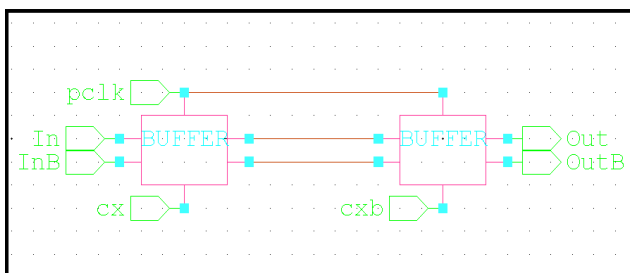 pclk
In BUFFER BUFFER Out
InB OutB
cx cxb